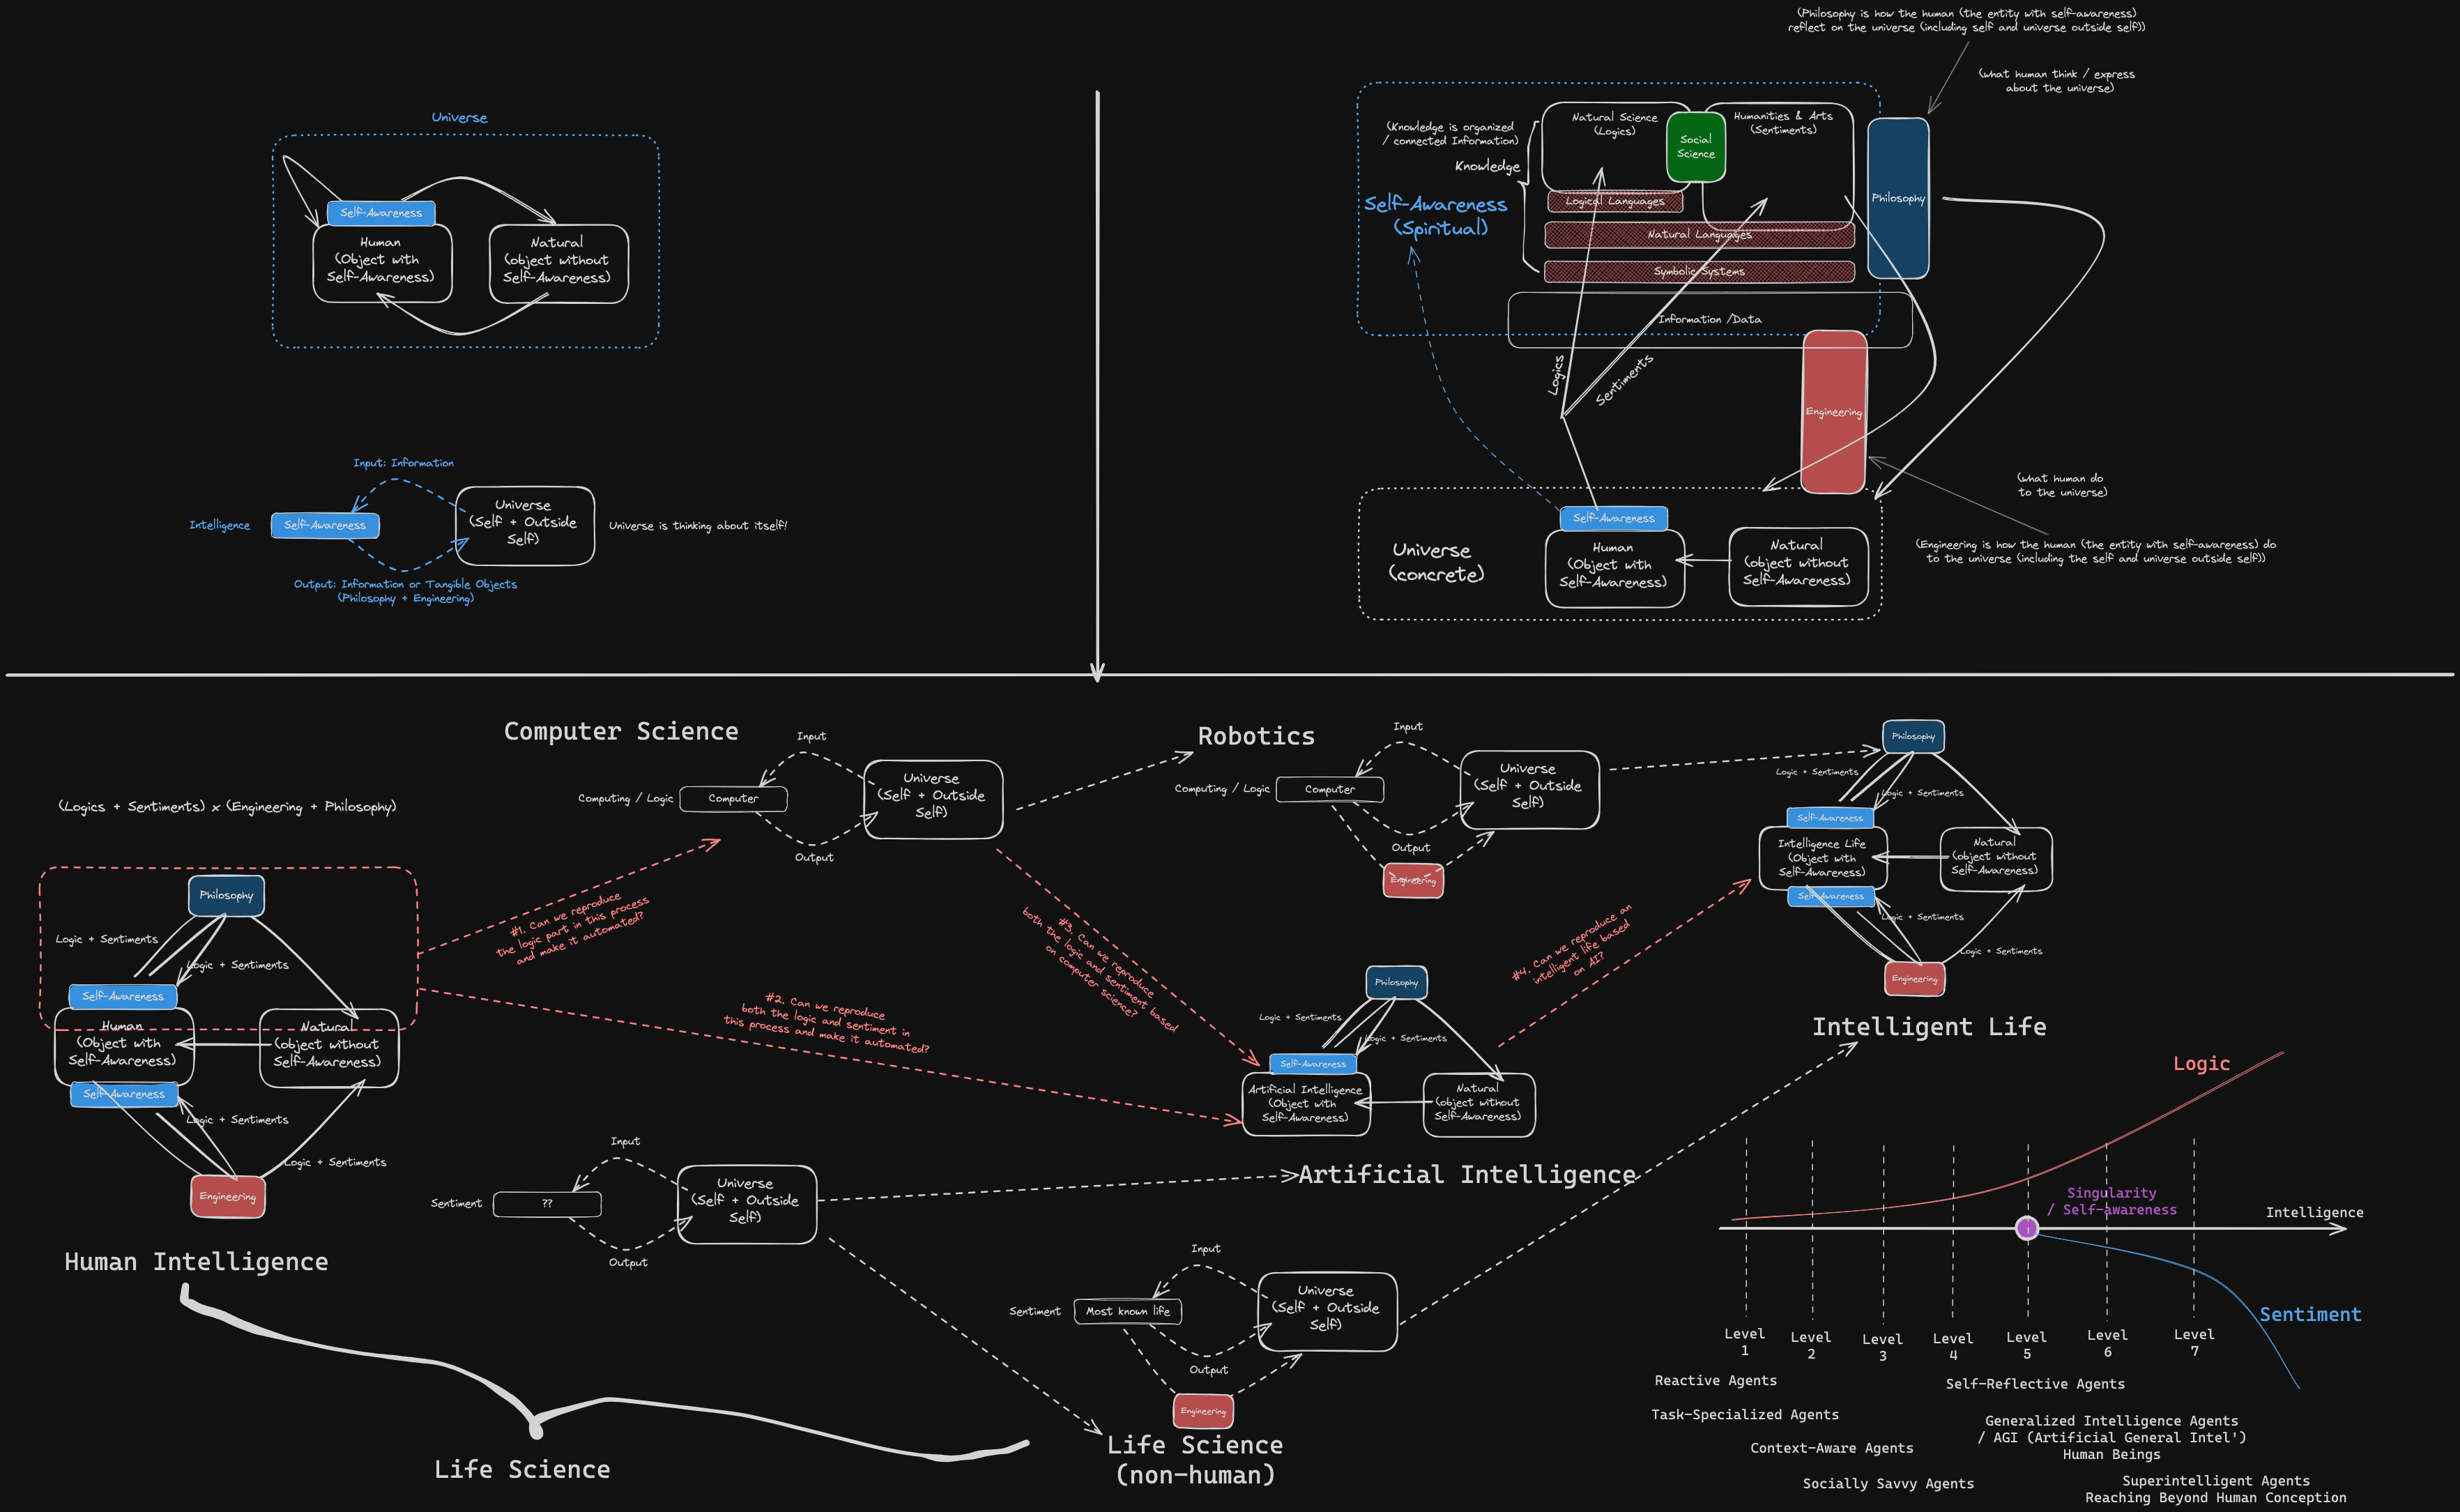 Universe
Self-Awareness
Human
(Object with
Self-Awareness)
Natural
(object without
Self-Awareness)
Input: Information
Intelligence
Self-Awareness
Universe
(Self + Outside
Self)
Universe is thinking about itself!
Output: Information or Tangible Objects
(Philosophy + Engineering)
(Philosophy is how the human (the entity with self-awareness)
reflect on the universe (including self and universe outside self))
(what human think / express
about the universe)
(Knowledge is organized
/ connected Information)
Knowledge
Natural Science
(Logics)
Social
Science
Humanities & Arts
(Sentiments)
Philosophy
Self-Awareness
(Spiritual)
Logical Languages
Natural Languages
Symbolic Systems
Information /Data
Logics
Sentiments
Engineering
(what human do
to the universe)
(Engineering is how the human (the entity with self-awareness) do
to the universe (including the self and universe outside self))
Universe
(concrete)
Self-Awareness
Human
(Object with
Self-Awareness)
Natural
(object without
Self-Awareness)
Computer Science
Input
Computing / Logic
Computer
Universe
(Self + Outside
Self)
Output
Robotics
Input
Computing / Logic
Computer
Universe
(Self + Outside
Self)
Output
Engineering
Philosophy
Logic + Sentiments
Logic + Sentiments
Self-Awareness
Intelligence Life
(Object with
Self-Awareness)
Natural
(object without
Self-Awareness)
Self-Awareness
Logic + Sentiments
Logic + Sentiments
Engineering
Intelligent Life
(Logics + Sentiments) x (Engineering + Philosophy)
Philosophy
Logic + Sentiments
Logic + Sentiments
Self-Awareness
Human
(Object with
Self-Awareness)
Natural
(object without
Self-Awareness)
Self-Awareness
Logic + Sentiments
Logic + Sentiments
Engineering
Human Intelligence
#1. Can we reproduce
the logic part in this process
and make it automated?
#2. Can we reproduce
both the logic and sentiment in
this process and make it automated?
#3. Can we reproduce
both the logic and sentiment based
on computer science?
#4. Can we reproduce an
intelligent life based
on AI?
Philosophy
Logic + Sentiments
Logic + Sentiments
Self-Awareness
Artificial Intelligence
(Object with
Self-Awareness)
Natural
(object without
Self-Awareness)
Artificial Intelligence
Input
Sentiment
??
Universe
(Self + Outside
Self)
Output
Input
Sentiment
Most known life
Universe
(Self + Outside
Self)
Output
Engineering
Life Science
(non-human)
Life Science
Logic
Singularity
/ Self-awareness
Intelligence
Sentiment
Level
1
Level
2
Level
3
Level
4
Level
5
Level
6
Level
7
Reactive Agents
Task-Specialized Agents
Context-Aware Agents
Socially Savvy Agents
Self-Reflective Agents
Generalized Intelligence Agents
/ AGI (Artificial General Intel')
Human Beings
Superintelligent Agents
Reaching Beyond Human Conception